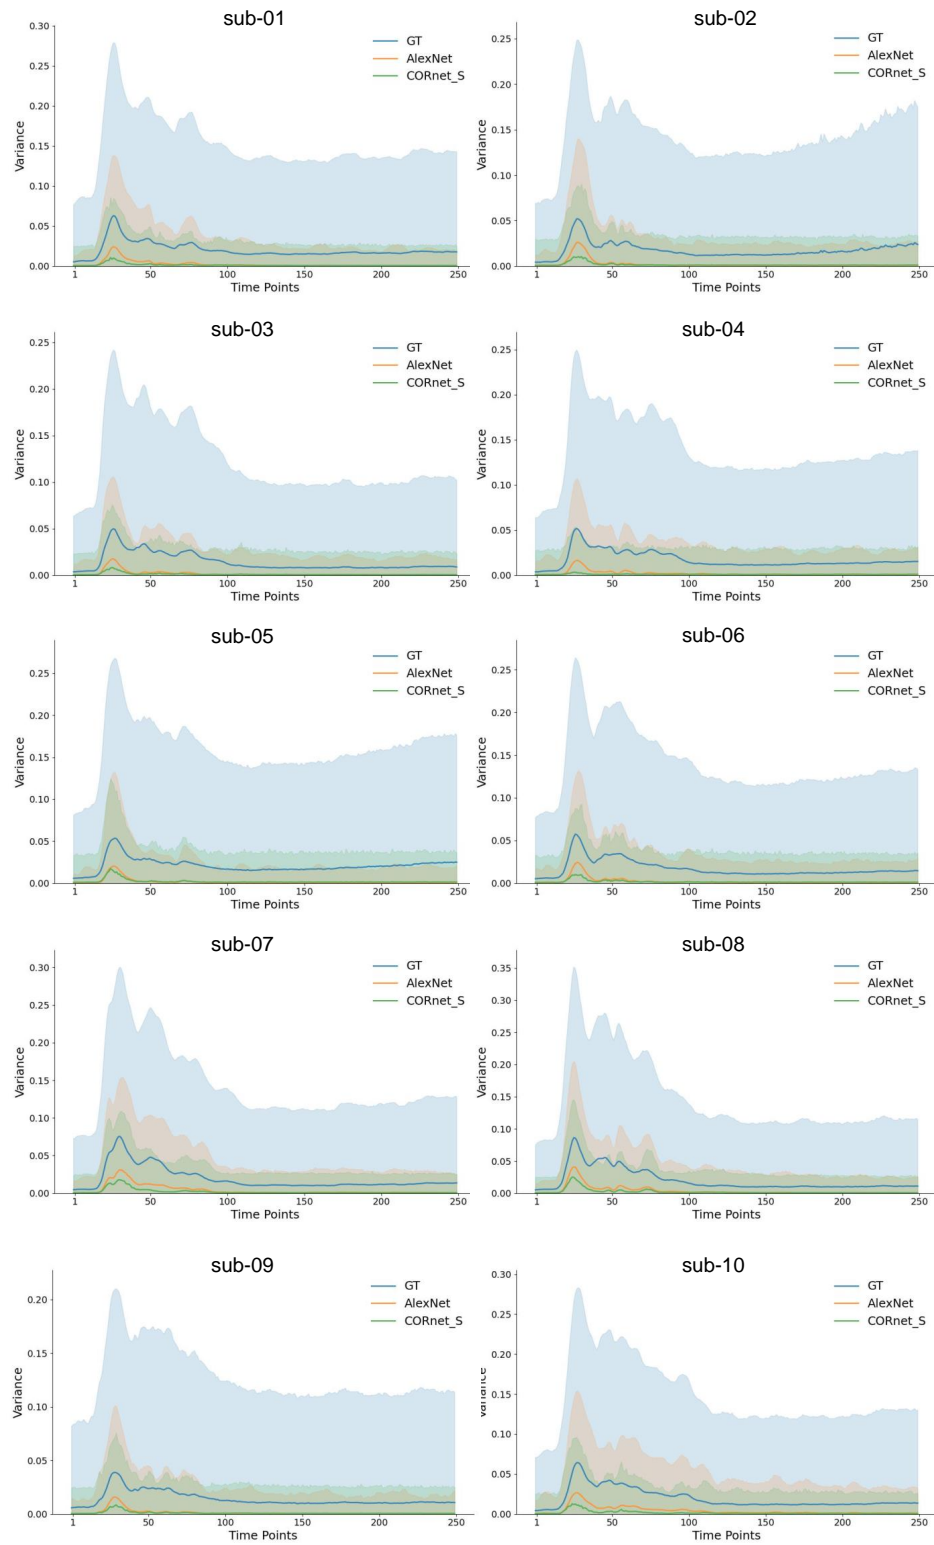 sub-01
0.30
0.25
0.20
0.15
0.10
0.05
0.00
Variance
GT
AlexNet
CORnet_S
1 50 100 150 200 250
Time Points
sub-02
0.25
0.20
0.15
0.10
0.05
0.00
Variance
GT
AlexNet
CORnet_S
1 50 100 150 200 250
Time Points
sub-03
0.25
0.20
0.15
0.10
0.05
0.00
Variance
GT
AlexNet
CORnet_S
1 50 100 150 200 250
Time Points
sub-04
0.25
0.20
0.15
0.10
0.05
0.00
Variance
GT
AlexNet
CORnet_S
1 50 100 150 200 250
Time Points
sub-05
0.25
0.20
0.15
0.10
0.05
0.00
Variance
GT
AlexNet
CORnet_S
1 50 100 150 200 250
Time Points
sub-06
0.25
0.20
0.15
0.10
0.05
0.00
Variance
GT
AlexNet
CORnet_S
1 50 100 150 200 250
Time Points
sub-07
0.30
0.25
0.20
0.15
0.10
0.05
0.00
Variance
GT
AlexNet
CORnet_S
1 50 100 150 200 250
Time Points
sub-08
0.35
0.30
0.25
0.20
0.15
0.10
0.05
0.00
Variance
GT
AlexNet
CORnet_S
1 50 100 150 200 250
Time Points
sub-09
0.20
0.15
0.10
0.05
0.00
Variance
GT
AlexNet
CORnet_S
1 50 100 150 200 250
Time Points
sub-10
0.30
0.25
0.20
0.15
0.10
0.05
0.00
Variance
GT
AlexNet
CORnet_S
1 50 100 150 200 250
Time Points